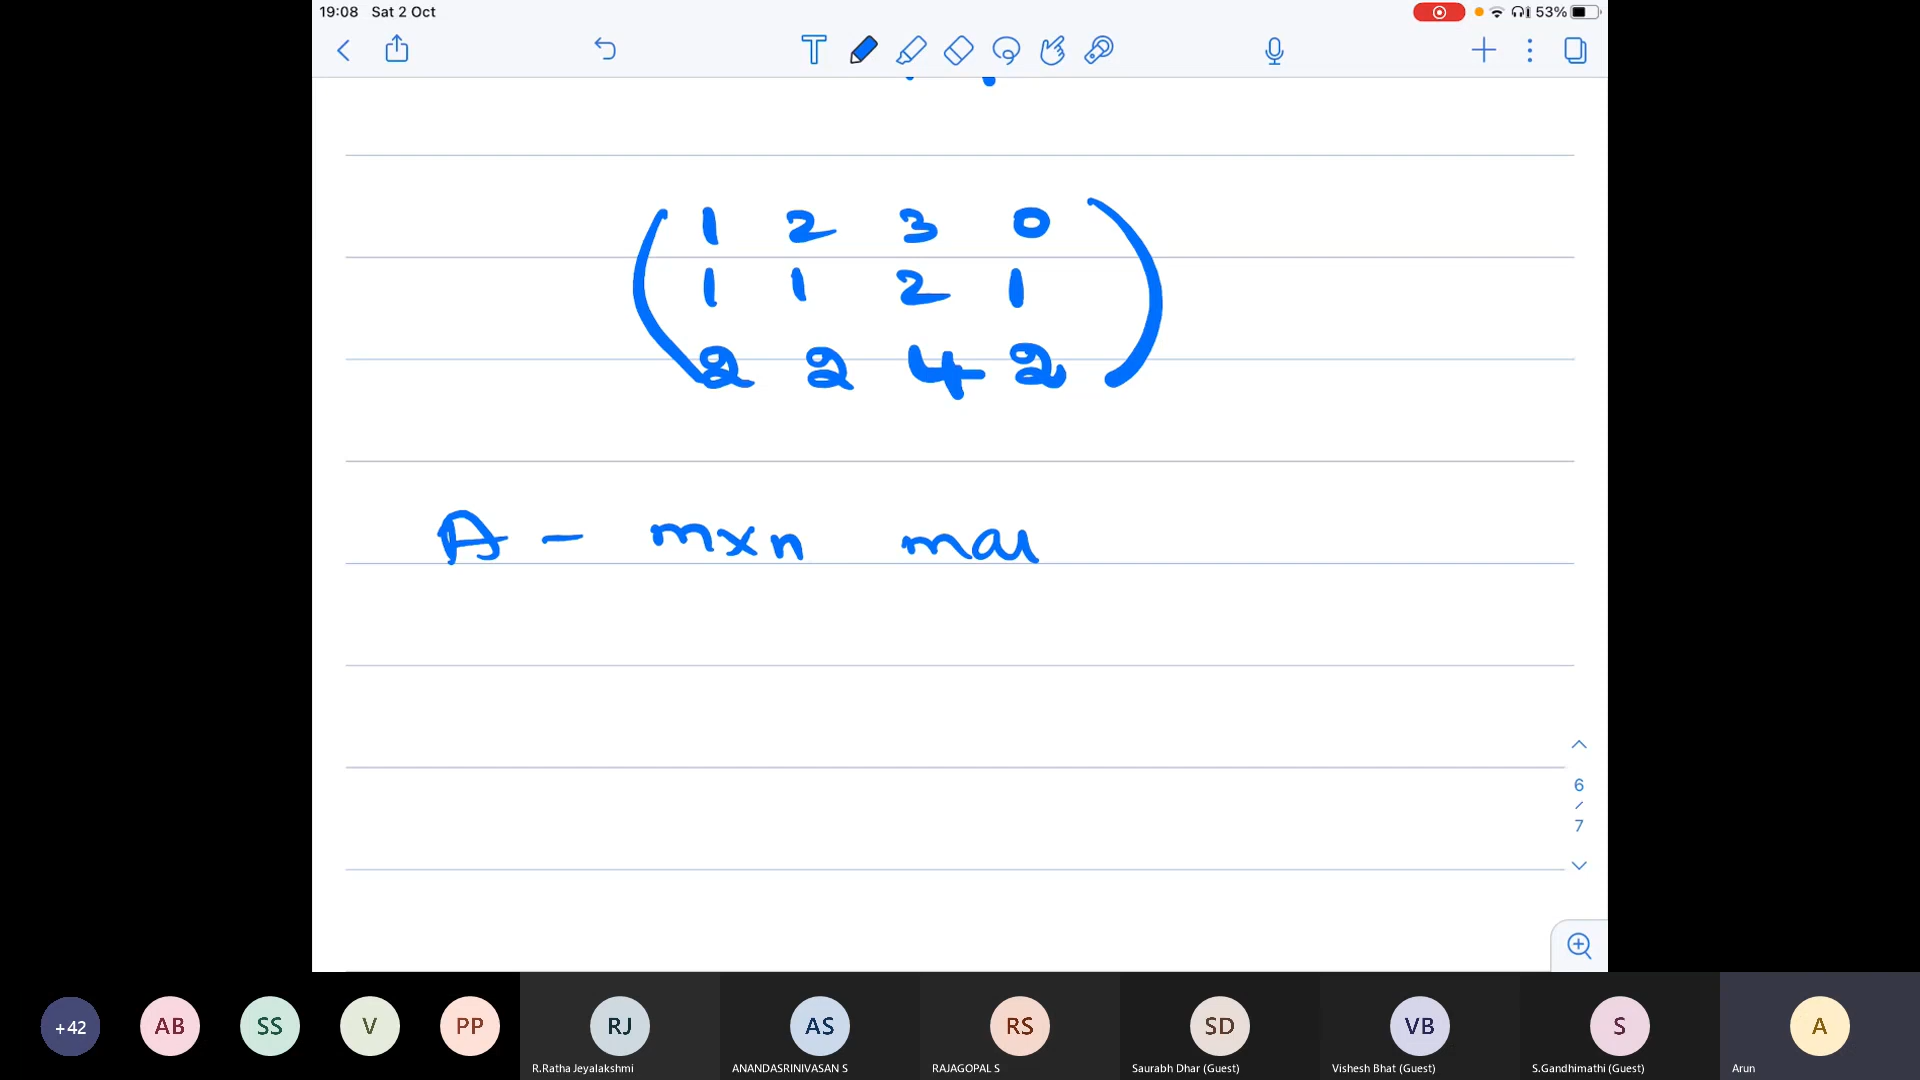 19:08 Sat 2 Oct 53%
1 2 3 0
1 1 2 1
2 2 4 2
A - m×n mat
6
/
7
+42 AB SS V PP RJ AS RS SD VB S A
R.Ratha Jeyalakshmi ANANDASRINIVASAN S RAJAGOPAL S Saurabh Dhar (Guest) Vishesh Bhat (Guest) S.Gandhimathi (Guest) Arun